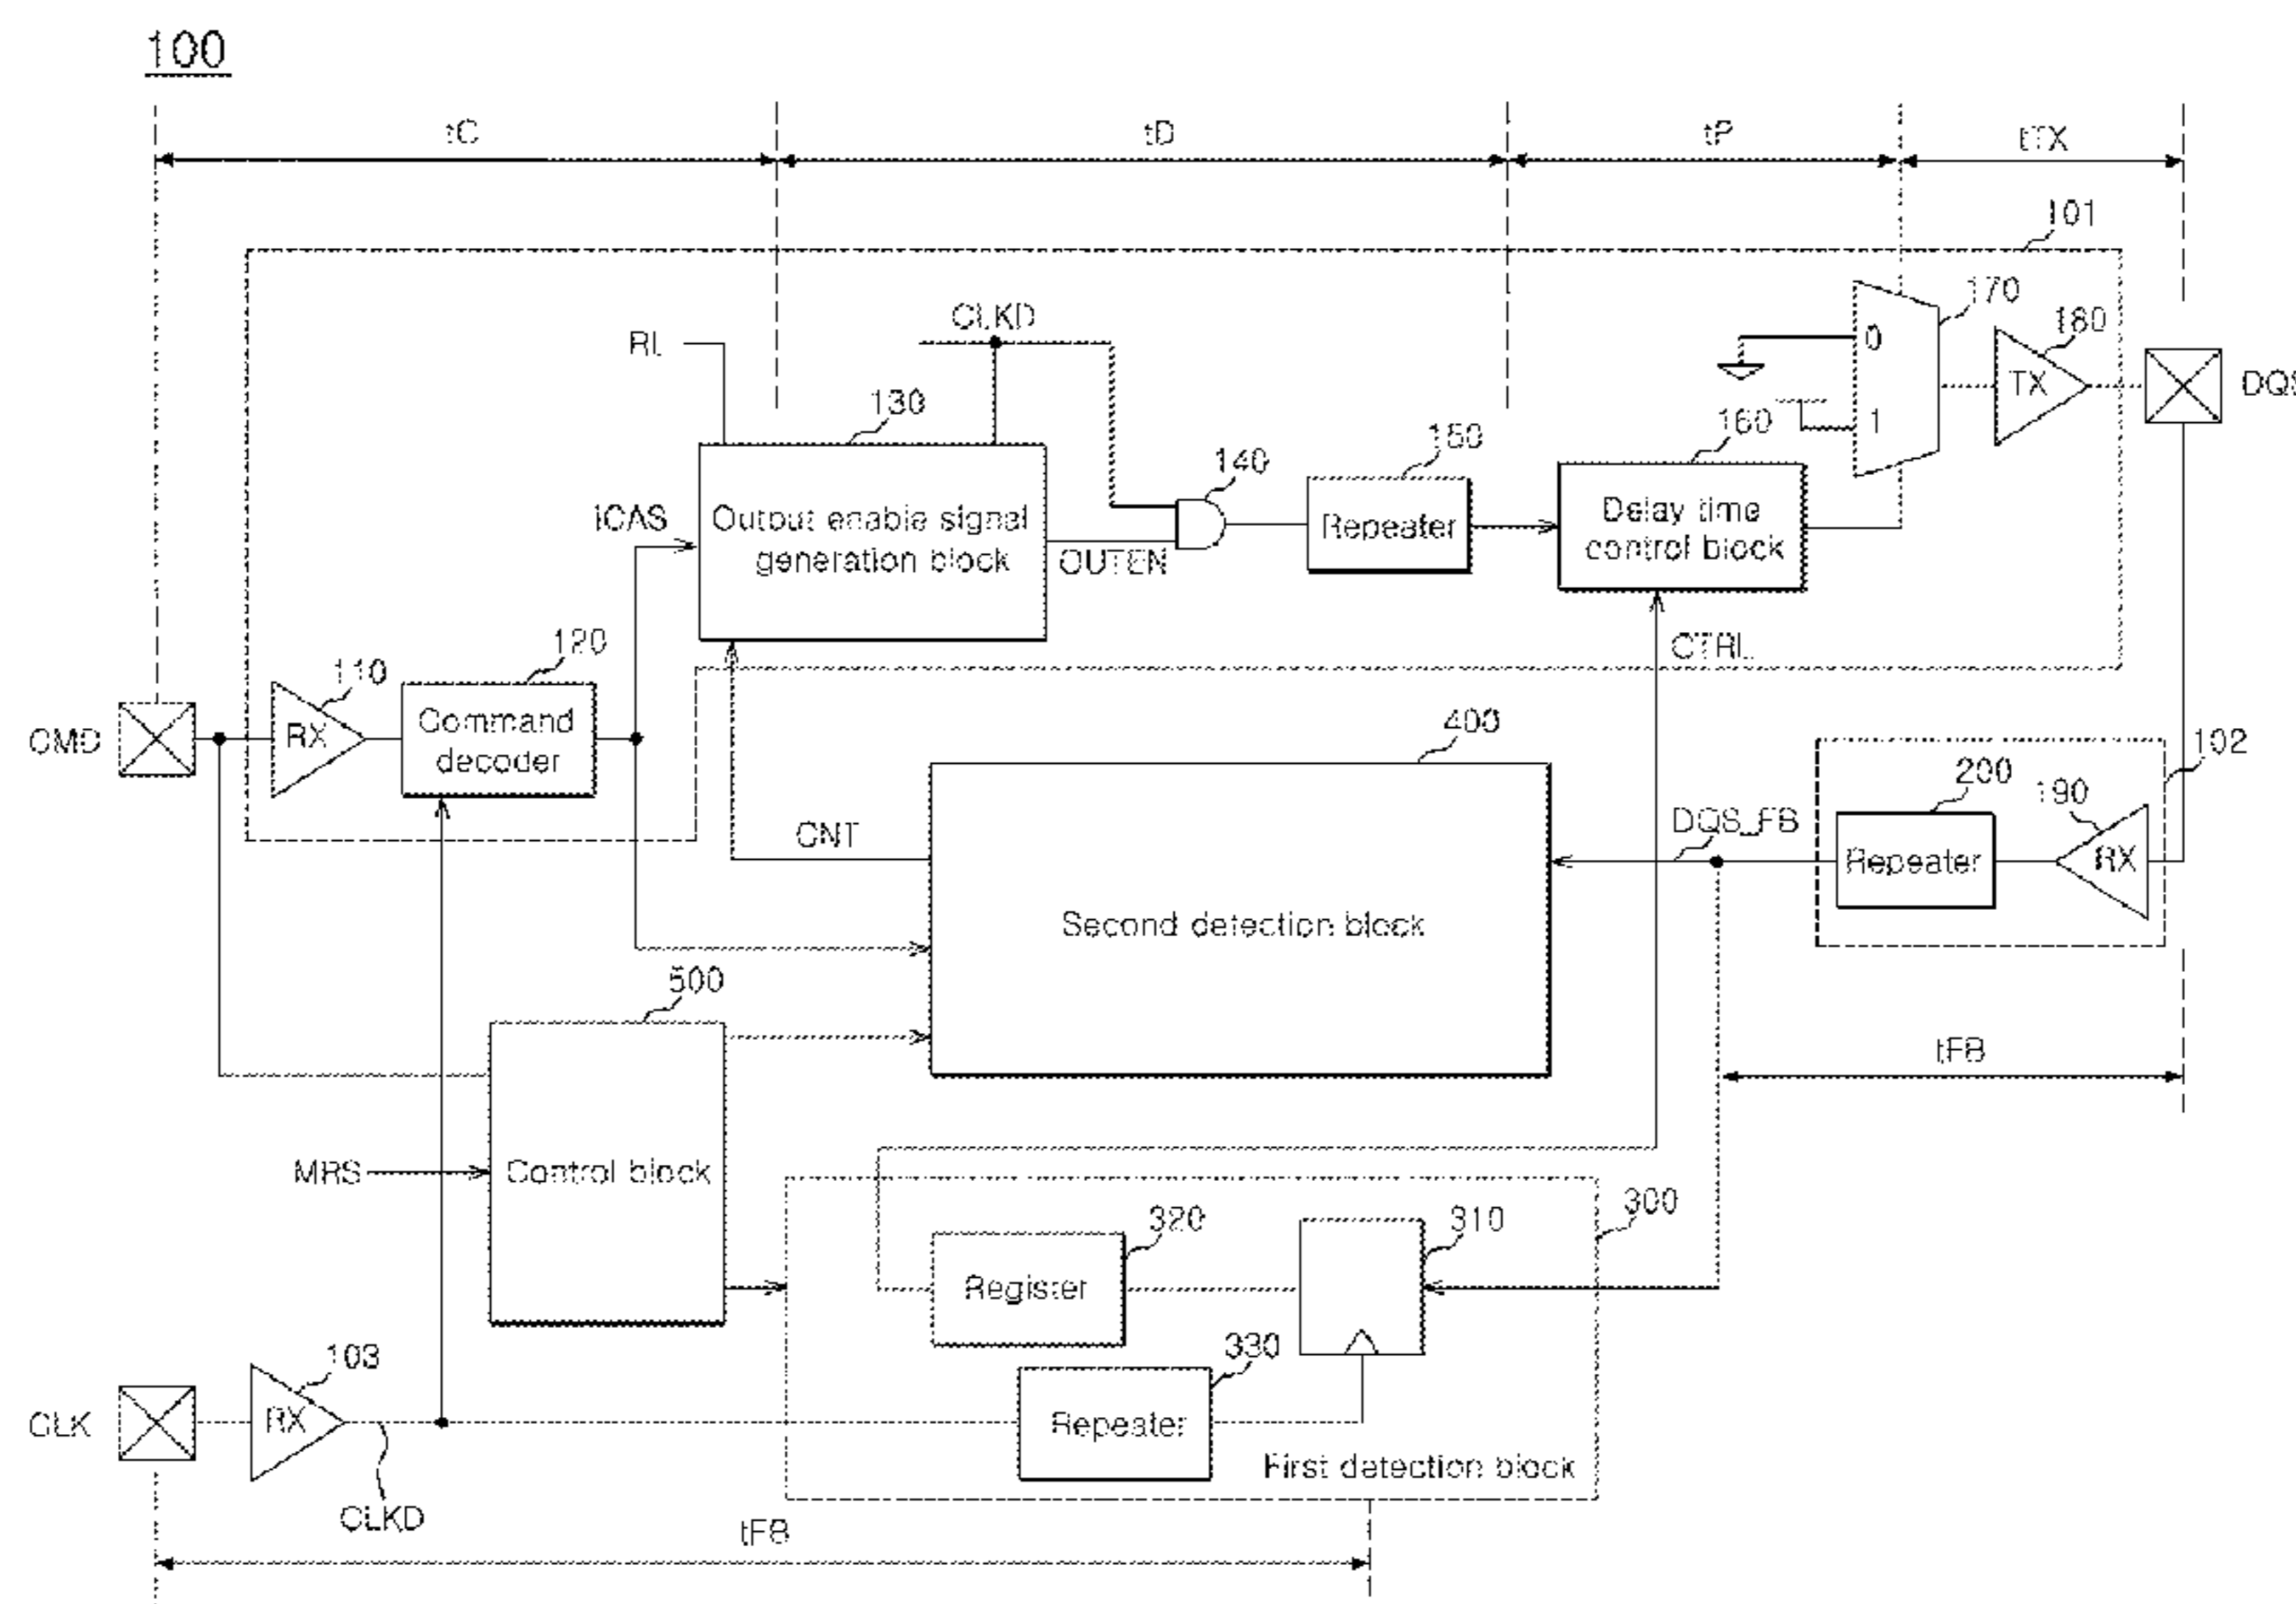 100
tC
tD
tP
tTX
101
CLKD
170
RL
180
0
130
TX
DQS
1
160
150
140
iCAS
Output enable signal
generation block
Delay time
control block
Repeater
OUTEN
120
CTRL
110
400
CMD
RX
Command
decoder
102
200
190
CNT
DQS_FB
Repeater
RX
Second detection block
500
tFB
MRS
Control block
300
320
310
Register
330
103
CLK
RX
Repeater
First detection block
CLKD
tFB